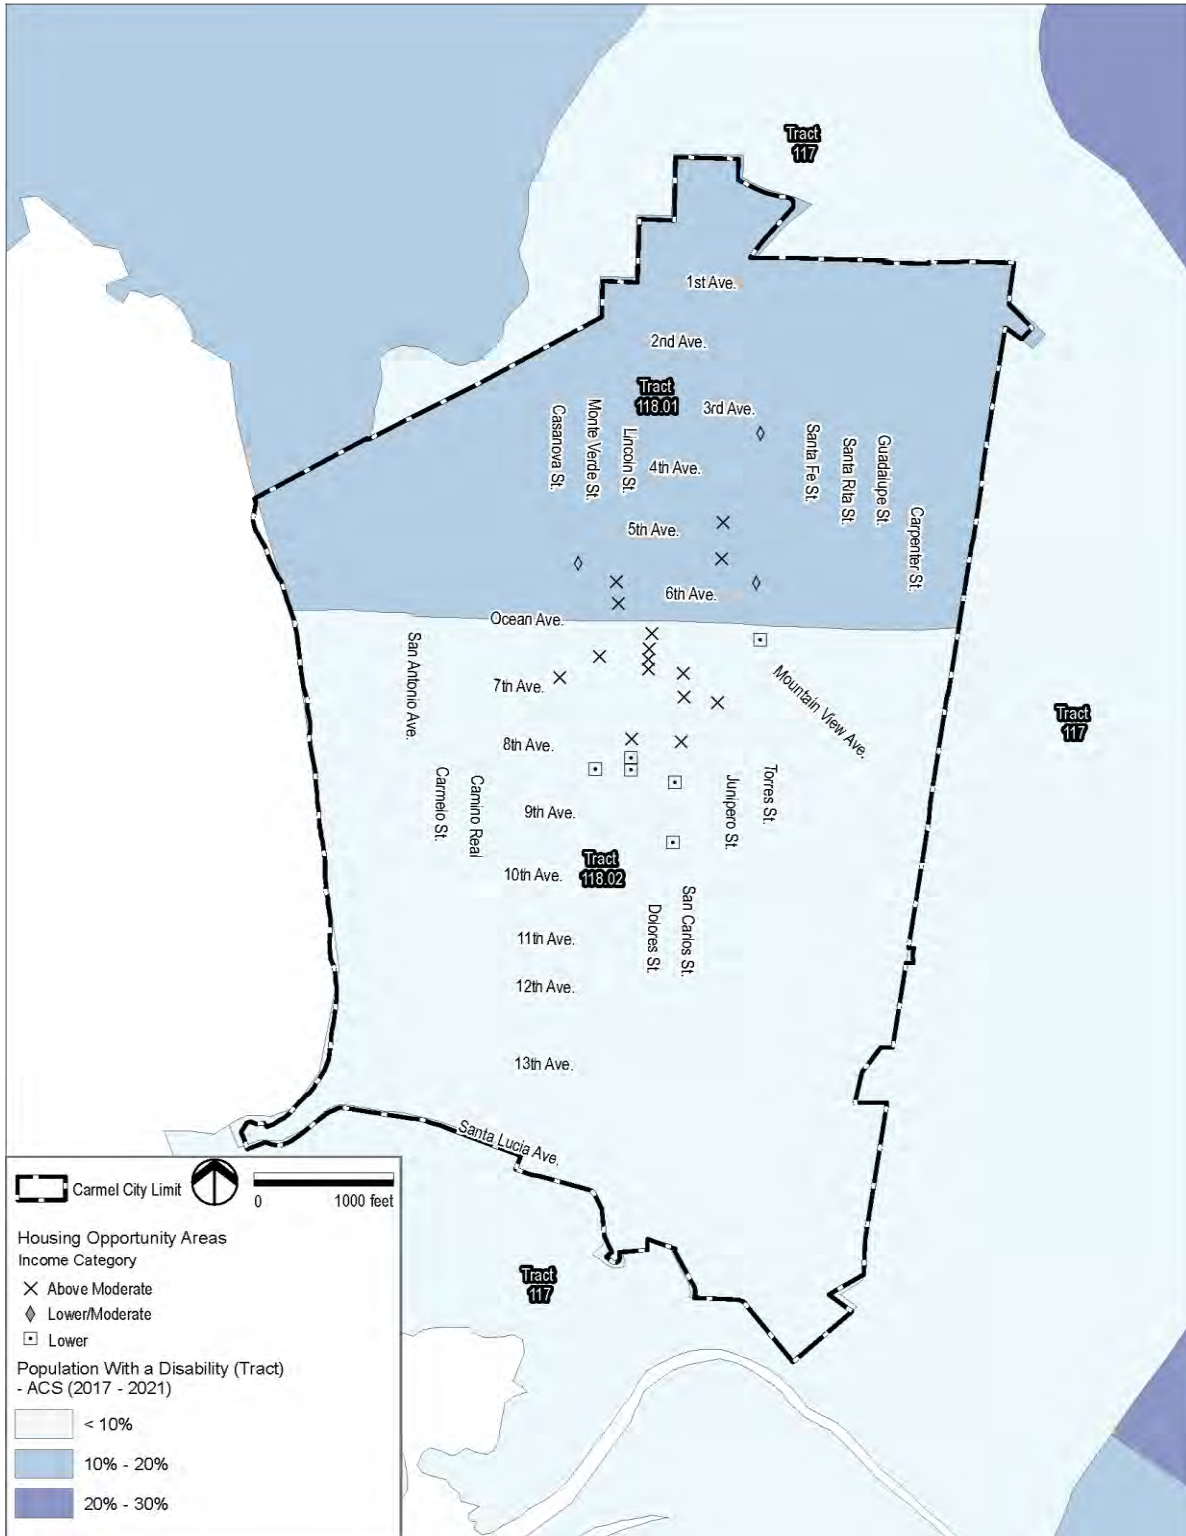 Tract
117
1st Ave.
2nd Ave.
Tract
118.01
3rd Ave.
Casanova St.
Monte Verde St.
Lincoln St.
4th Ave.
Santa Fe St.
Santa Rita St.
Guadalupe St.
Carpenter St.
5th Ave.
6th Ave.
Ocean Ave.
San Antonio Ave.
7th Ave.
Mountain View Ave.
Tract
117
8th Ave.
Carmelo St.
Camino Real
Junipero St.
Torres St.
9th Ave.
Tract
118.02
10th Ave.
Dolores St.
San Carlos St.
11th Ave.
12th Ave.
13th Ave.
Santa Lucia Ave.
Tract
117
Carmel City Limit
0 1000 feet
Housing Opportunity Areas
Income Category
Above Moderate
Lower/Moderate
Lower
Population With a Disability (Tract)
- ACS (2017 - 2021)
< 10%
10% - 20%
20% - 30%